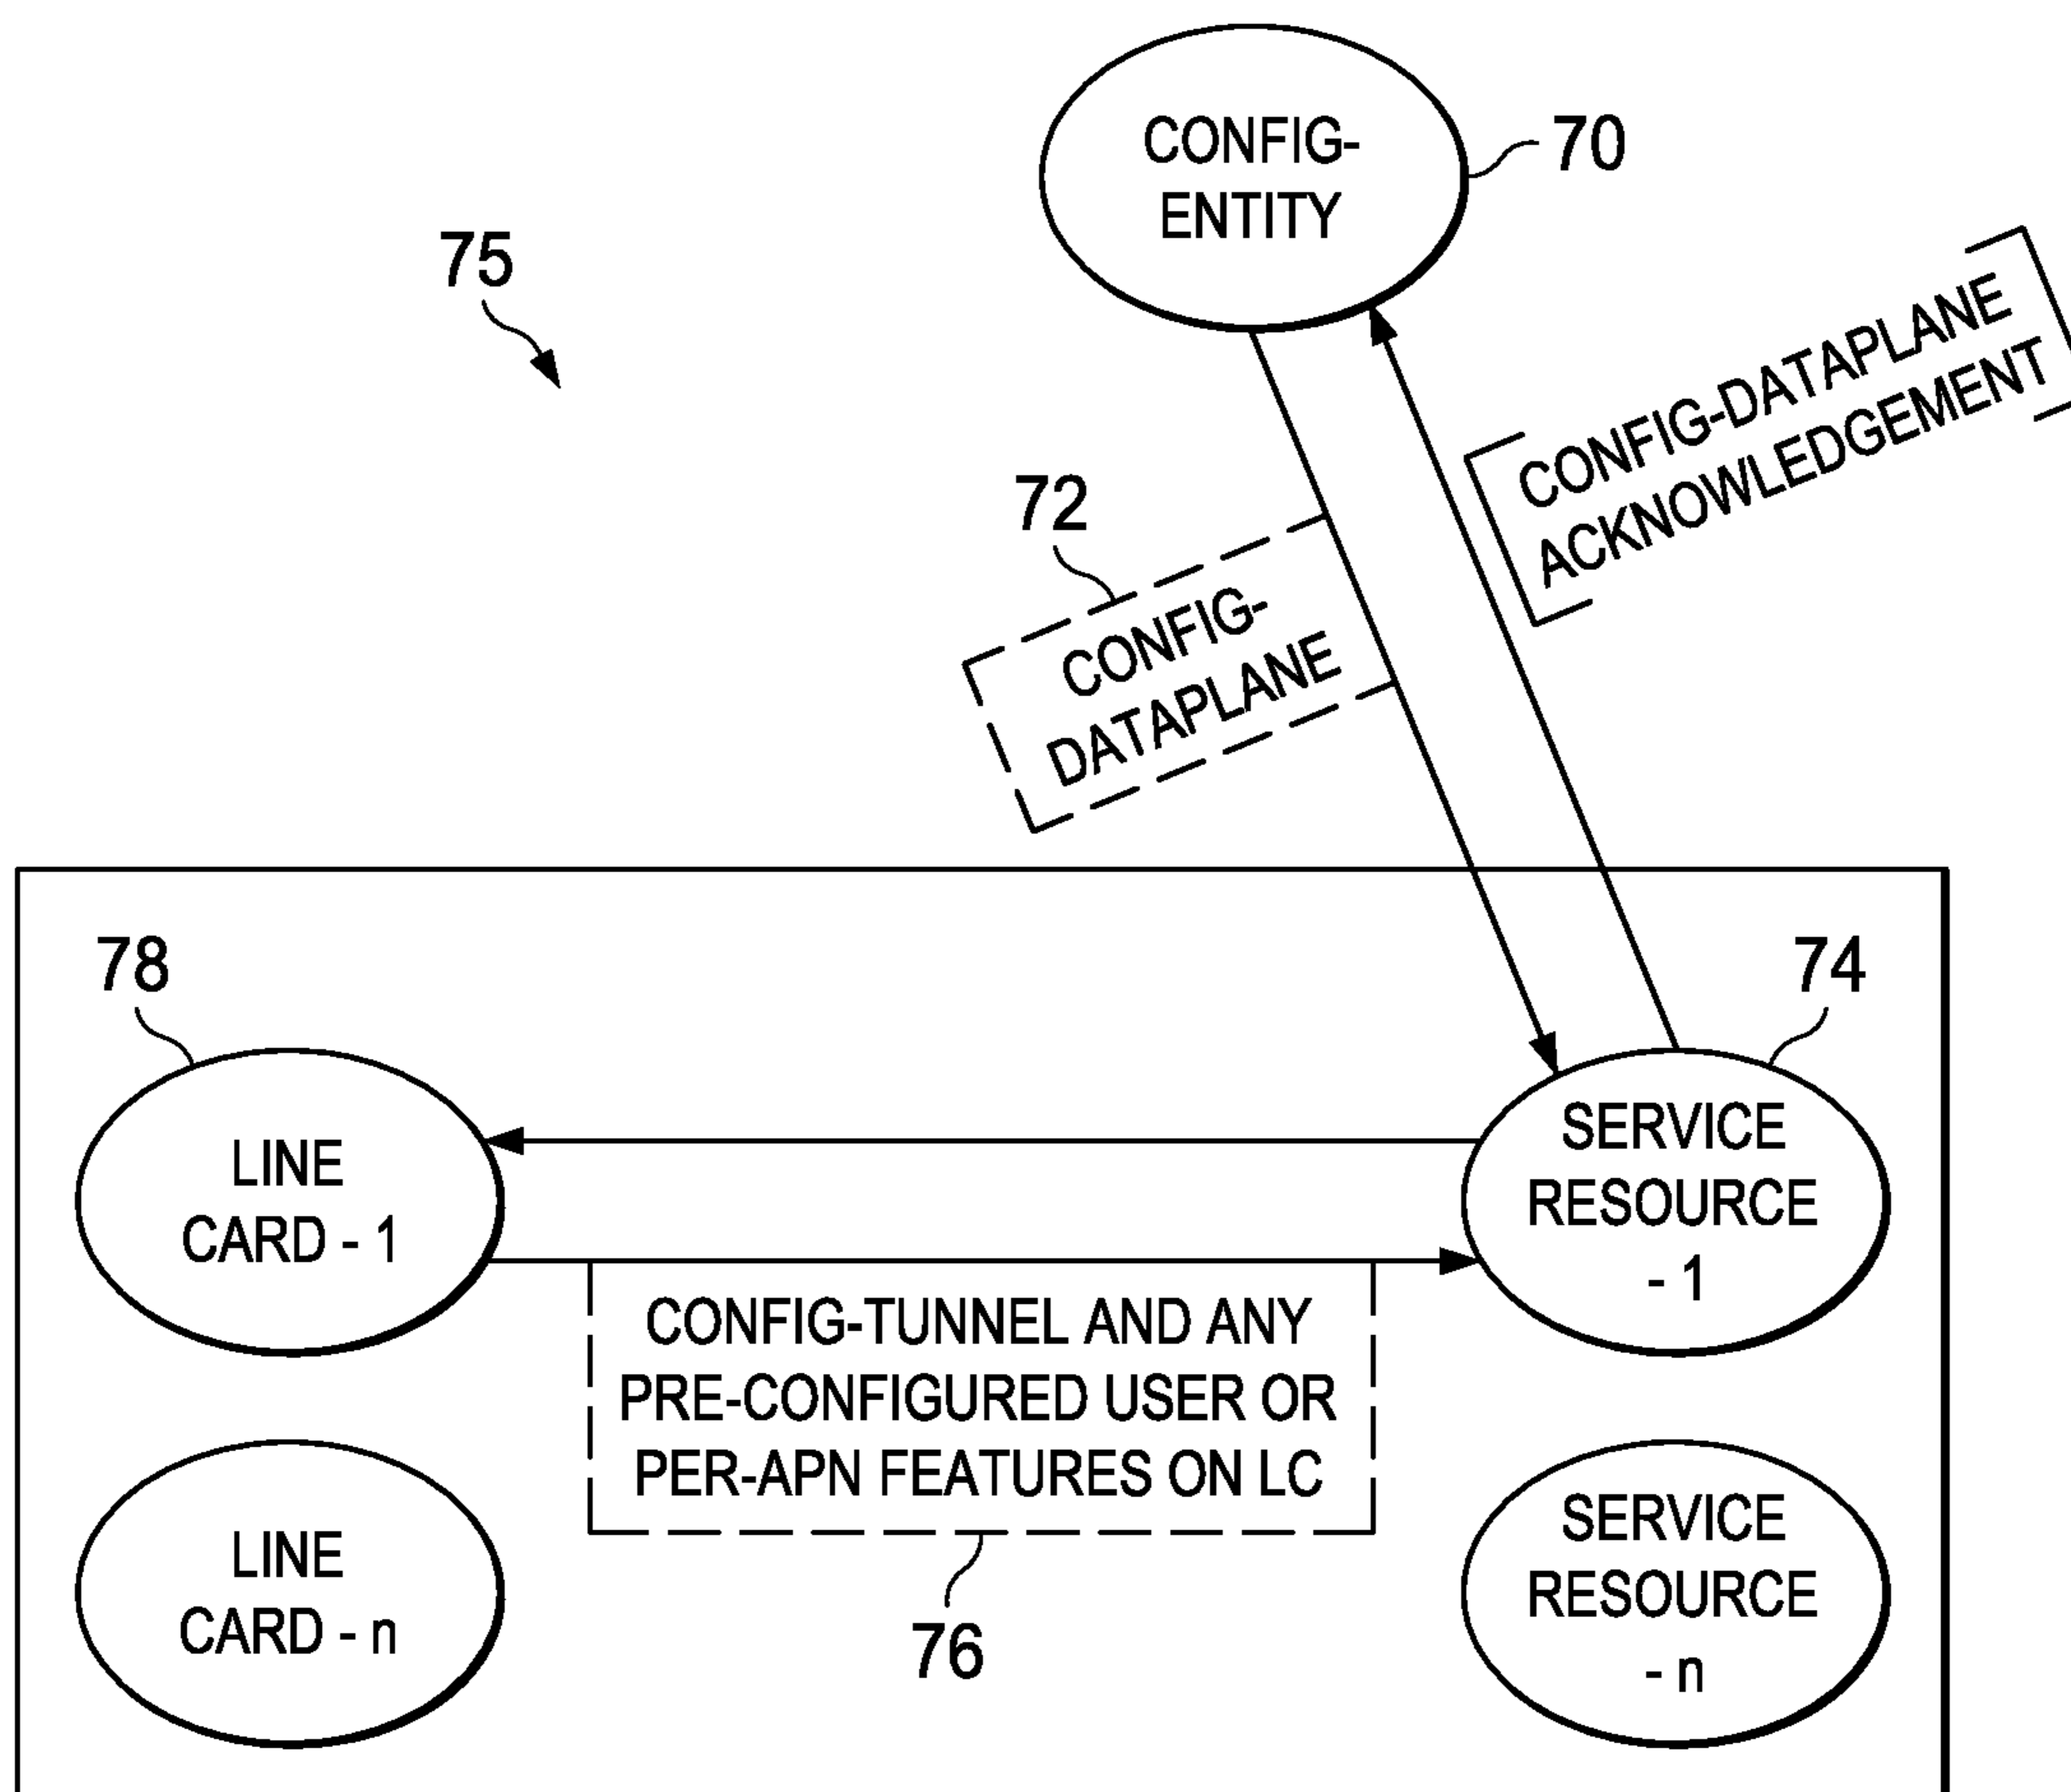 CONFIG-
ENTITY
70
75
CONFIG-DATAPLANE
ACKNOWLEDGEMENT
72
CONFIG-
DATAPLANE
78
74
LINE
CARD - 1
SERVICE
RESOURCE
- 1
CONFIG-TUNNEL AND ANY
PRE-CONFIGURED USER OR
PER-APN FEATURES ON LC
76
LINE
CARD - n
SERVICE
RESOURCE
- n